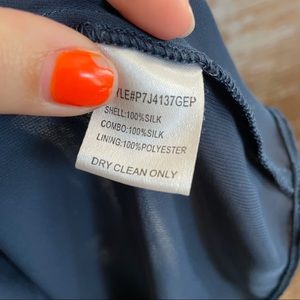 YLE#P7J4137GEP
SHELL:100%SILK
COMBO:100%SILK
LINING:100%POLYESTER
DRY CLEAN ONLY